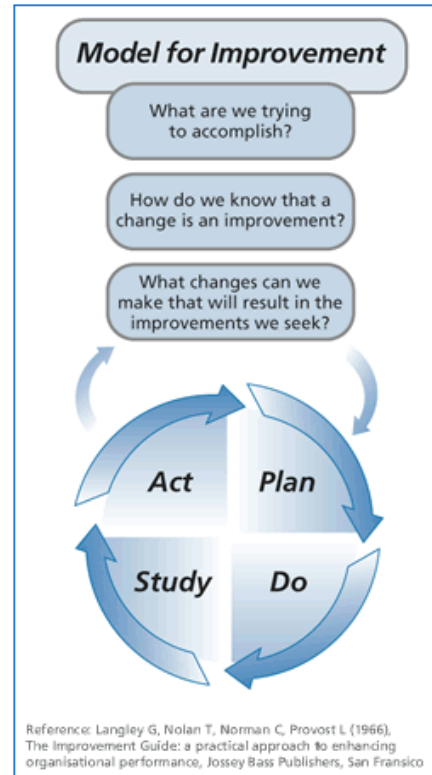 Model for Improvement
What are we trying
to accomplish?
How do we know that a
change is an improvement?
What changes can we
make that will result in the
improvements we seek?
Act
Plan
Study
Do
Reference: Langley G, Nolan T, Norman C, Provost L (1966),
The Improvement Guide: a practical approach to enhancing
organisational performance, Jossey Bass Publishers, San Fransico